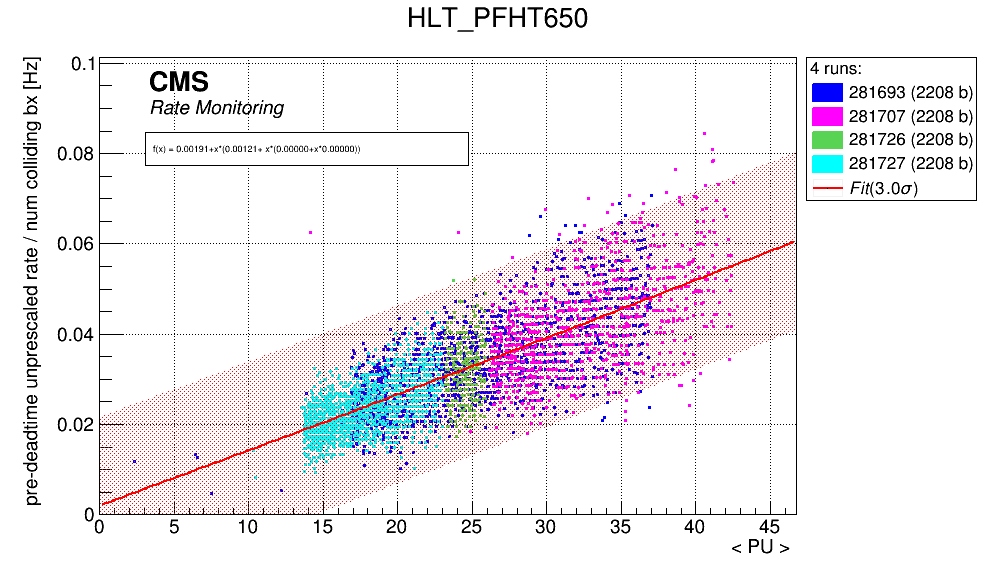 HLT_PFHT650
pre-deadtime unprescaled rate / num colliding bx [Hz]
0.1
0.08
0.06
0.04
0.02
0
CMS
Rate Monitoring
f(x) = 0.00191+x*(0.00121+ x*(0.00000+x*0.00000))
0 5 10 15 20 25 30 35 40 45
< PU >
4 runs:
281693 (2208 b)
281707 (2208 b)
281726 (2208 b)
281727 (2208 b)
Fit(3.0σ)